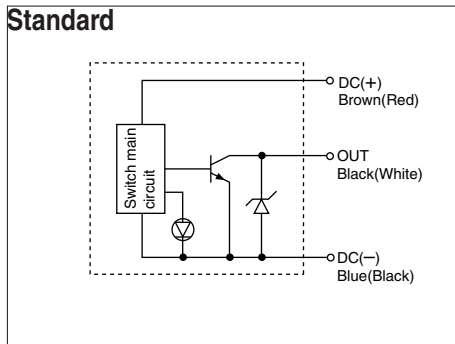 Standard
DC(+)
Brown(Red)
Switch main
circuit
OUT
Black(White)
DC(−)
Blue(Black)